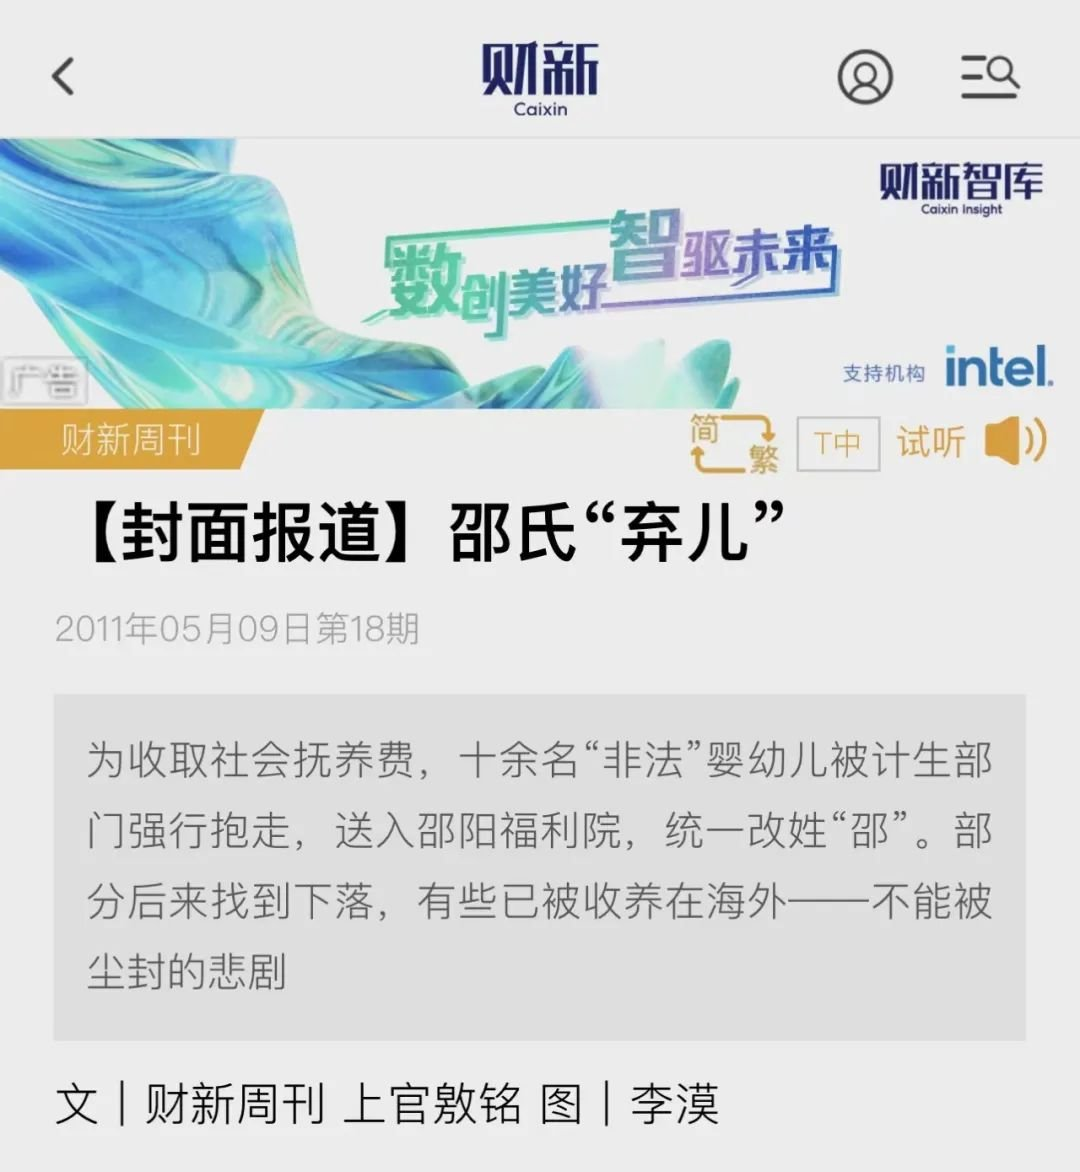 财新
Caixin
财新智库
Caixin Insight
数创美好智驱未来
支持机构 intel.
广告
财新周刊
简繁 T中 试听
【封面报道】邵氏“弃儿”
2011年05月09日第18期
为收取社会抚养费，十余名“非法”婴幼儿被计生部
门强行抱走，送入邵阳福利院，统一改姓“邵”。部
分后来找到下落，有些已被收养在海外——不能被
尘封的悲剧
文｜财新周刊 上官敫铭 图｜李漠